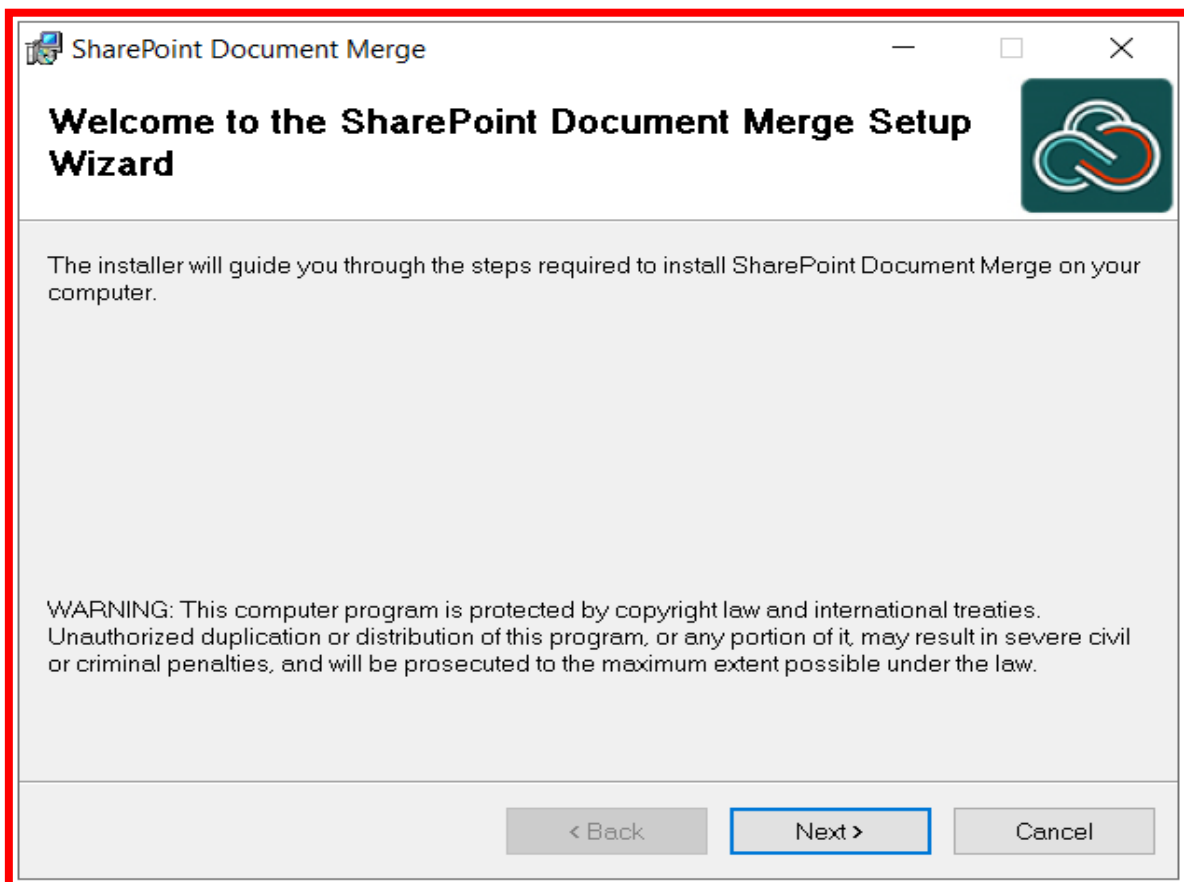 SharePoint Document Merge
Welcome to the SharePoint Document Merge Setup
Wizard
The installer will guide you through the steps required to install SharePoint Document Merge on your
computer.
WARNING: This computer program is protected by copyright law and international treaties.
Unauthorized duplication or distribution of this program, or any portion of it, may result in severe civil
or criminal penalties, and will be prosecuted to the maximum extent possible under the law.
< Back Next > Cancel